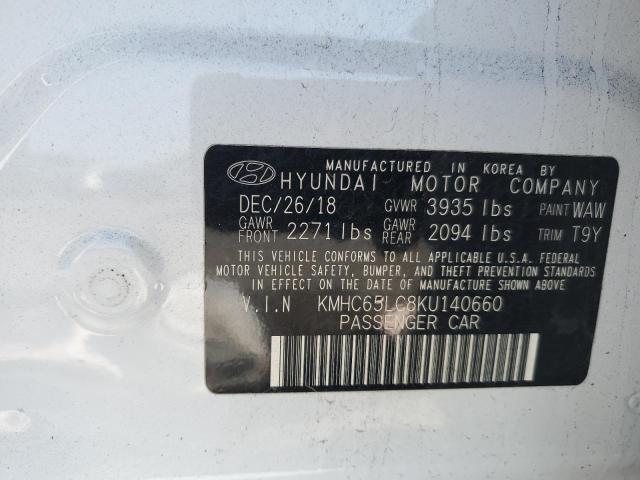 MANUFACTURED IN KOREA BY
HYUNDAI MOTOR COMPANY
DEC/26/18 GVWR 3935 lbs PAINT WAW
GAWR FRONT 2271 lbs GAWR REAR 2094 lbs TRIM T9Y
THIS VEHICLE CONFORMS TO ALL APPLICABLE U.S.A. FEDERAL
MOTOR VEHICLE SAFETY, BUMPER, AND THEFT PREVENTION STANDARDS
IN EFFECT ON THE DATE OF MANUFACTURE SHOWN ABOVE.
V.I.N KMHC65LC8KU140660
PASSENGER CAR